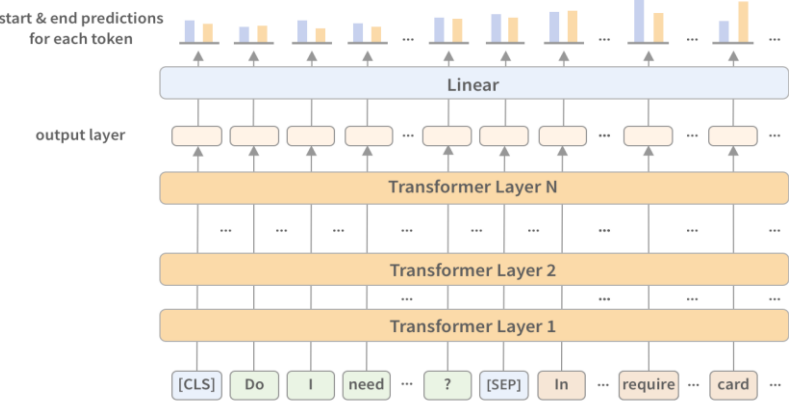 start & end predictions
for each token
... ... ... ...
Linear
output layer
... ... ... ...
Transformer Layer N
... ... ... ... ... ... ... ... ...
Transformer Layer 2
... ... ... ...
Transformer Layer 1
[CLS] Do I need ... ? [SEP] In ... require ... card ...